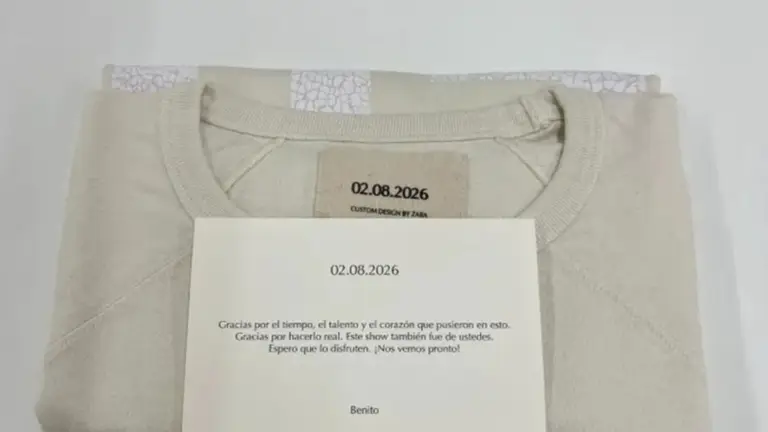 02.08.2026
CUSTOM DESIGN BY ZARA
02.08.2026
Gracias por el tiempo, el talento y el corazón que pusieron en esto.
Gracias por hacerlo real. Este show también fue de ustedes.
Espero que lo disfruten. ¡Nos vemos pronto!
Benito